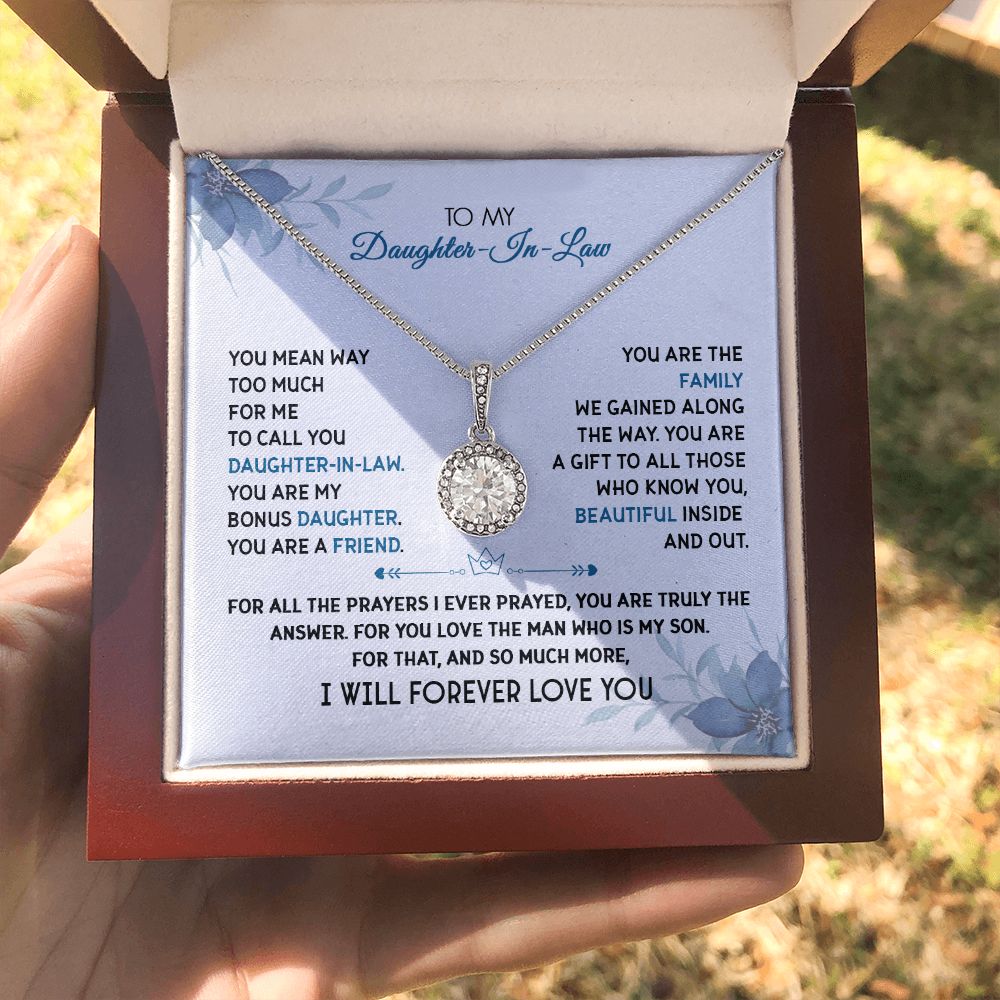 TO MY
Daughter-In-Law
YOU MEAN WAY
TOO MUCH
FOR ME
TO CALL YOU
DAUGHTER-IN-LAW.
YOU ARE MY
BONUS DAUGHTER.
YOU ARE A FRIEND.
YOU ARE THE
FAMILY
WE GAINED ALONG
THE WAY. YOU ARE
A GIFT TO ALL THOSE
WHO KNOW YOU,
BEAUTIFUL INSIDE
AND OUT.
FOR ALL THE PRAYERS I EVER PRAYED, YOU ARE TRULY THE
ANSWER. FOR YOU LOVE THE MAN WHO IS MY SON.
FOR THAT, AND SO MUCH MORE,
I WILL FOREVER LOVE YOU